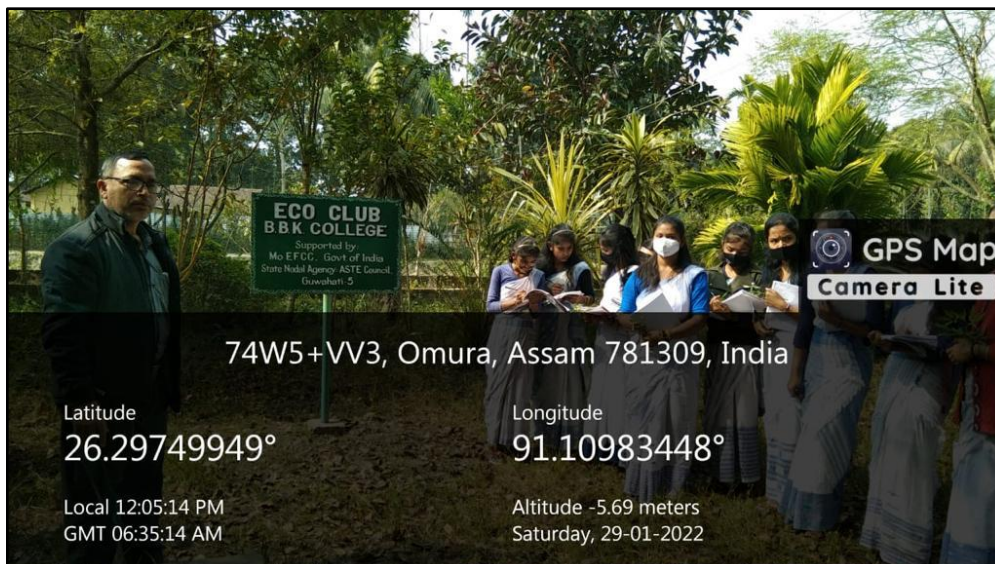 ECO CLUB
B.B.K COLLEGE
Supported by
Mo EFCC, Govt of India
State Nodal Agency- ASTE Council,
Guwahati-5
GPS Map
Camera Lite
74W5+VV3, Omura, Assam 781309, India
Latitude
26.29749949°
Longitude
91.10983448°
Local 12:05:14 PM
GMT 06:35:14 AM
Altitude -5.69 meters
Saturday, 29-01-2022